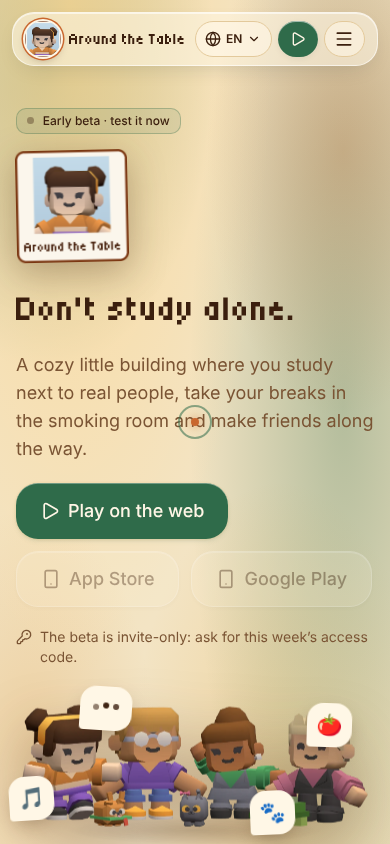 Around the Table
EN
Early beta · test it now
Around the Table
Don't study alone.
A cozy little building where you study
next to real people, take your breaks in
the smoking room and make friends along
the way.
Play on the web
App Store
Google Play
The beta is invite-only: ask for this week’s access
code.